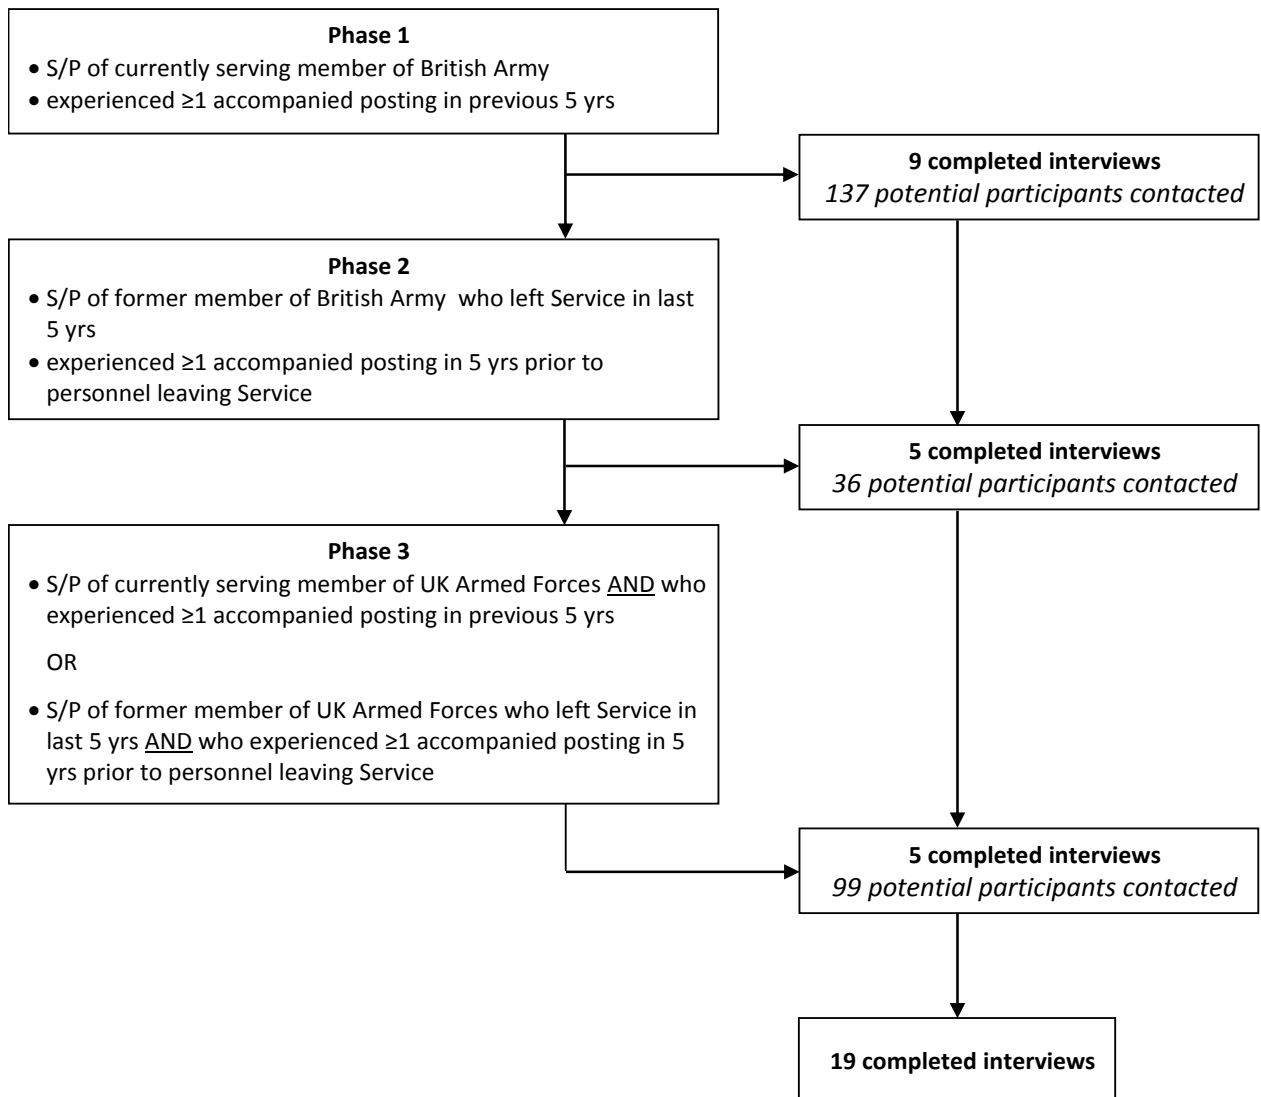 Phase 1
• S/P of currently serving member of British Army
• experienced ≥1 accompanied posting in previous 5 yrs
9 completed interviews
137 potential participants contacted
Phase 2
• S/P of former member of British Army  who left Service in last
5 yrs
• experienced ≥1 accompanied posting in 5 yrs prior to
personnel leaving Service
5 completed interviews
36 potential participants contacted
Phase 3
• S/P of currently serving member of UK Armed Forces AND who
experienced ≥1 accompanied posting in previous 5 yrs
OR
• S/P of former member of UK Armed Forces who left Service in
last 5 yrs AND who experienced ≥1 accompanied posting in 5
yrs prior to personnel leaving Service
5 completed interviews
99 potential participants contacted
19 completed interviews